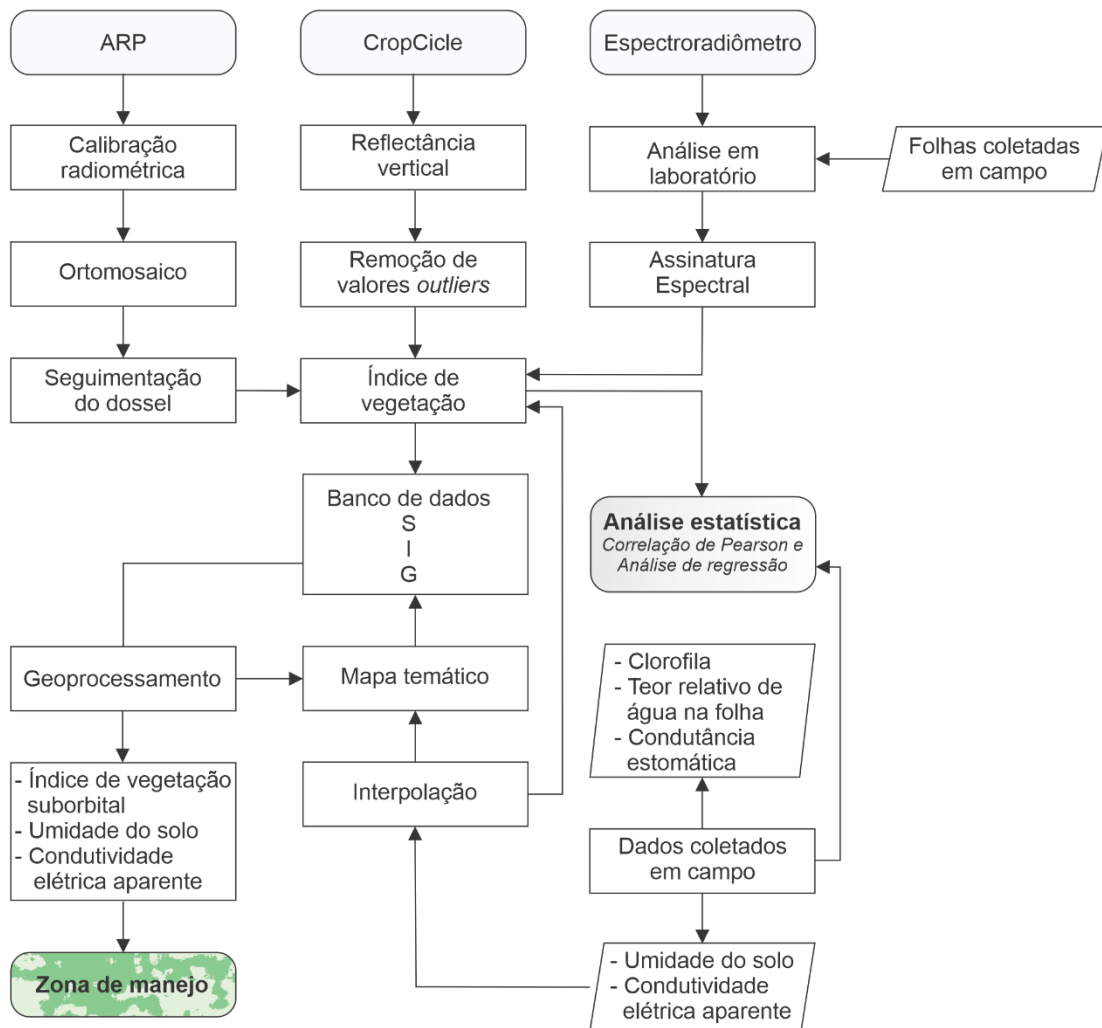 ARP
CropCicle
Espectroradiômetro
Calibração
radiométrica
Reflectância
vertical
Análise em
laboratório
Folhas coletadas
em campo
Ortomosaico
Remoção de
valores outliers
Assinatura
Espectral
Seguimentação
do dossel
Índice de
vegetação
Banco de dados
S
I
G
Análise estatística
Correlação de Pearson e
Análise de regressão
Geoprocessamento
Mapa temático
- Clorofila
- Teor relativo de
água na folha
- Condutância
estomática
- Índice de vegetação
suborbital
- Umidade do solo
- Condutividade
elétrica aparente
Interpolação
Dados coletados
em campo
Zona de manejo
- Umidade do solo
- Condutividade
elétrica aparente